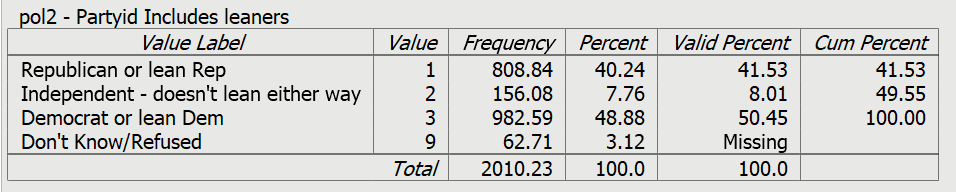 pol2 - Partyid Includes leaners
Value Label Value Frequency Percent Valid Percent Cum Percent
Republican or lean Rep 1 808.84 40.24 41.53 41.53
Independent - doesn't lean either way 2 156.08 7.76 8.01 49.55
Democrat or lean Dem 3 982.59 48.88 50.45 100.00
Don't Know/Refused 9 62.71 3.12 Missing
Total 2010.23 100.0 100.0